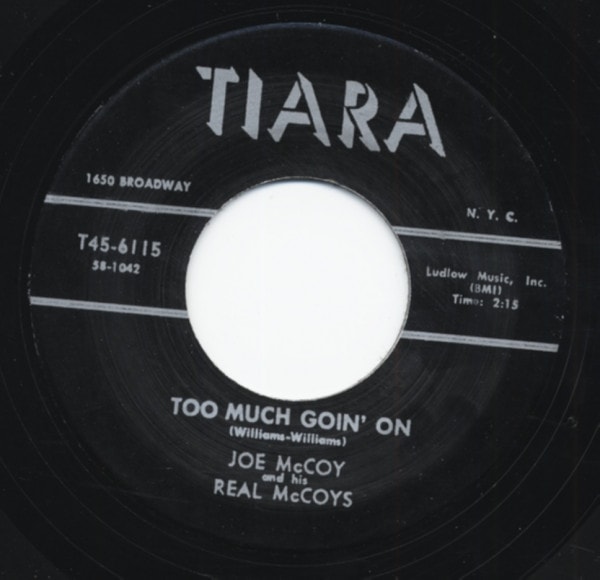 TIARA
1650 BROADWAY
N. Y. C.
T45-6115
58-1042
Ludlow Music, Inc.
(BMI)
Time: 2:15
TOO MUCH GOIN' ON
(Williams-Williams)
JOE McCOY
and his
REAL McCOYS